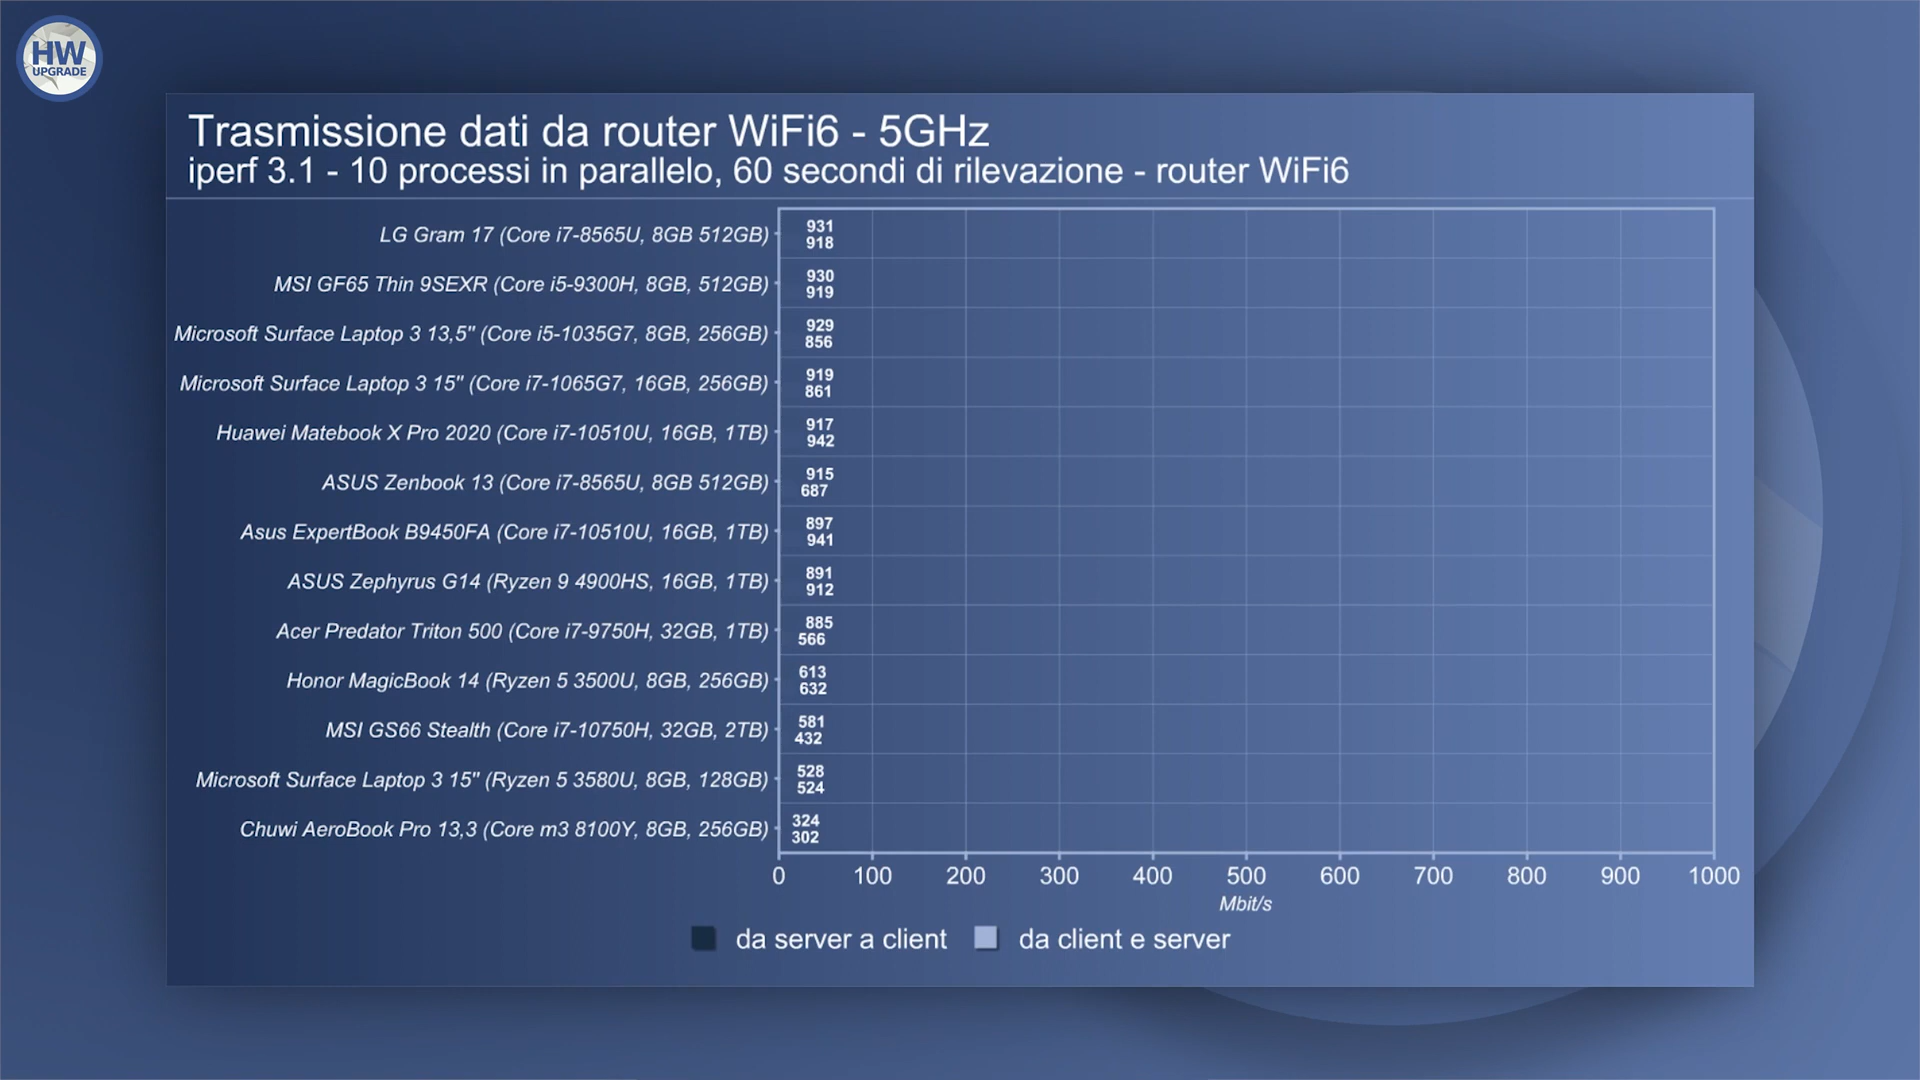 HW
UPGRADE
Trasmissione dati da router WiFi6 - 5GHz
iperf 3.1 - 10 processi in parallelo, 60 secondi di rilevazione - router WiFi6
LG Gram 17 (Core i7-8565U, 8GB 512GB) 931
918
MSI GF65 Thin 9SEXR (Core i5-9300H, 8GB, 512GB) 930
919
Microsoft Surface Laptop 3 13,5" (Core i5-1035G7, 8GB, 256GB) 929
856
Microsoft Surface Laptop 3 15" (Core i7-1065G7, 16GB, 256GB) 919
861
Huawei Matebook X Pro 2020 (Core i7-10510U, 16GB, 1TB) 917
942
ASUS Zenbook 13 (Core i7-8565U, 8GB 512GB) 915
687
Asus ExpertBook B9450FA (Core i7-10510U, 16GB, 1TB) 897
941
ASUS Zephyrus G14 (Ryzen 9 4900HS, 16GB, 1TB) 891
912
Acer Predator Triton 500 (Core i7-9750H, 32GB, 1TB) 885
566
Honor MagicBook 14 (Ryzen 5 3500U, 8GB, 256GB) 613
632
MSI GS66 Stealth (Core i7-10750H, 32GB, 2TB) 581
432
Microsoft Surface Laptop 3 15" (Ryzen 5 3580U, 8GB, 128GB) 528
524
Chuwi AeroBook Pro 13,3 (Core m3 8100Y, 8GB, 256GB) 324
302
0 100 200 300 400 500 600 700 800 900 1000
Mbit/s
da server a client da client e server